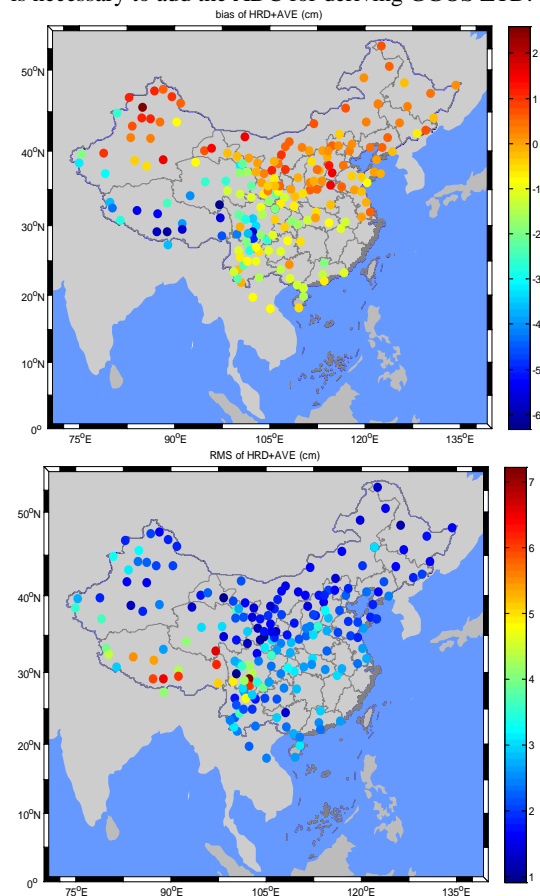 is necessary to add the ABC for deriving GGOS ZTD.
bias of HRD+AVE (cm)
50°N
40°N
30°N
20°N
10°N
0°
75°E 90°E 105°E 120°E 135°E
2
1
0
-1
-2
-3
-4
-5
-6
RMS of HRD+AVE (cm)
50°N
40°N
30°N
20°N
10°N
0°
75°E 90°E 105°E 120°E 135°E
7
6
5
4
3
2
1